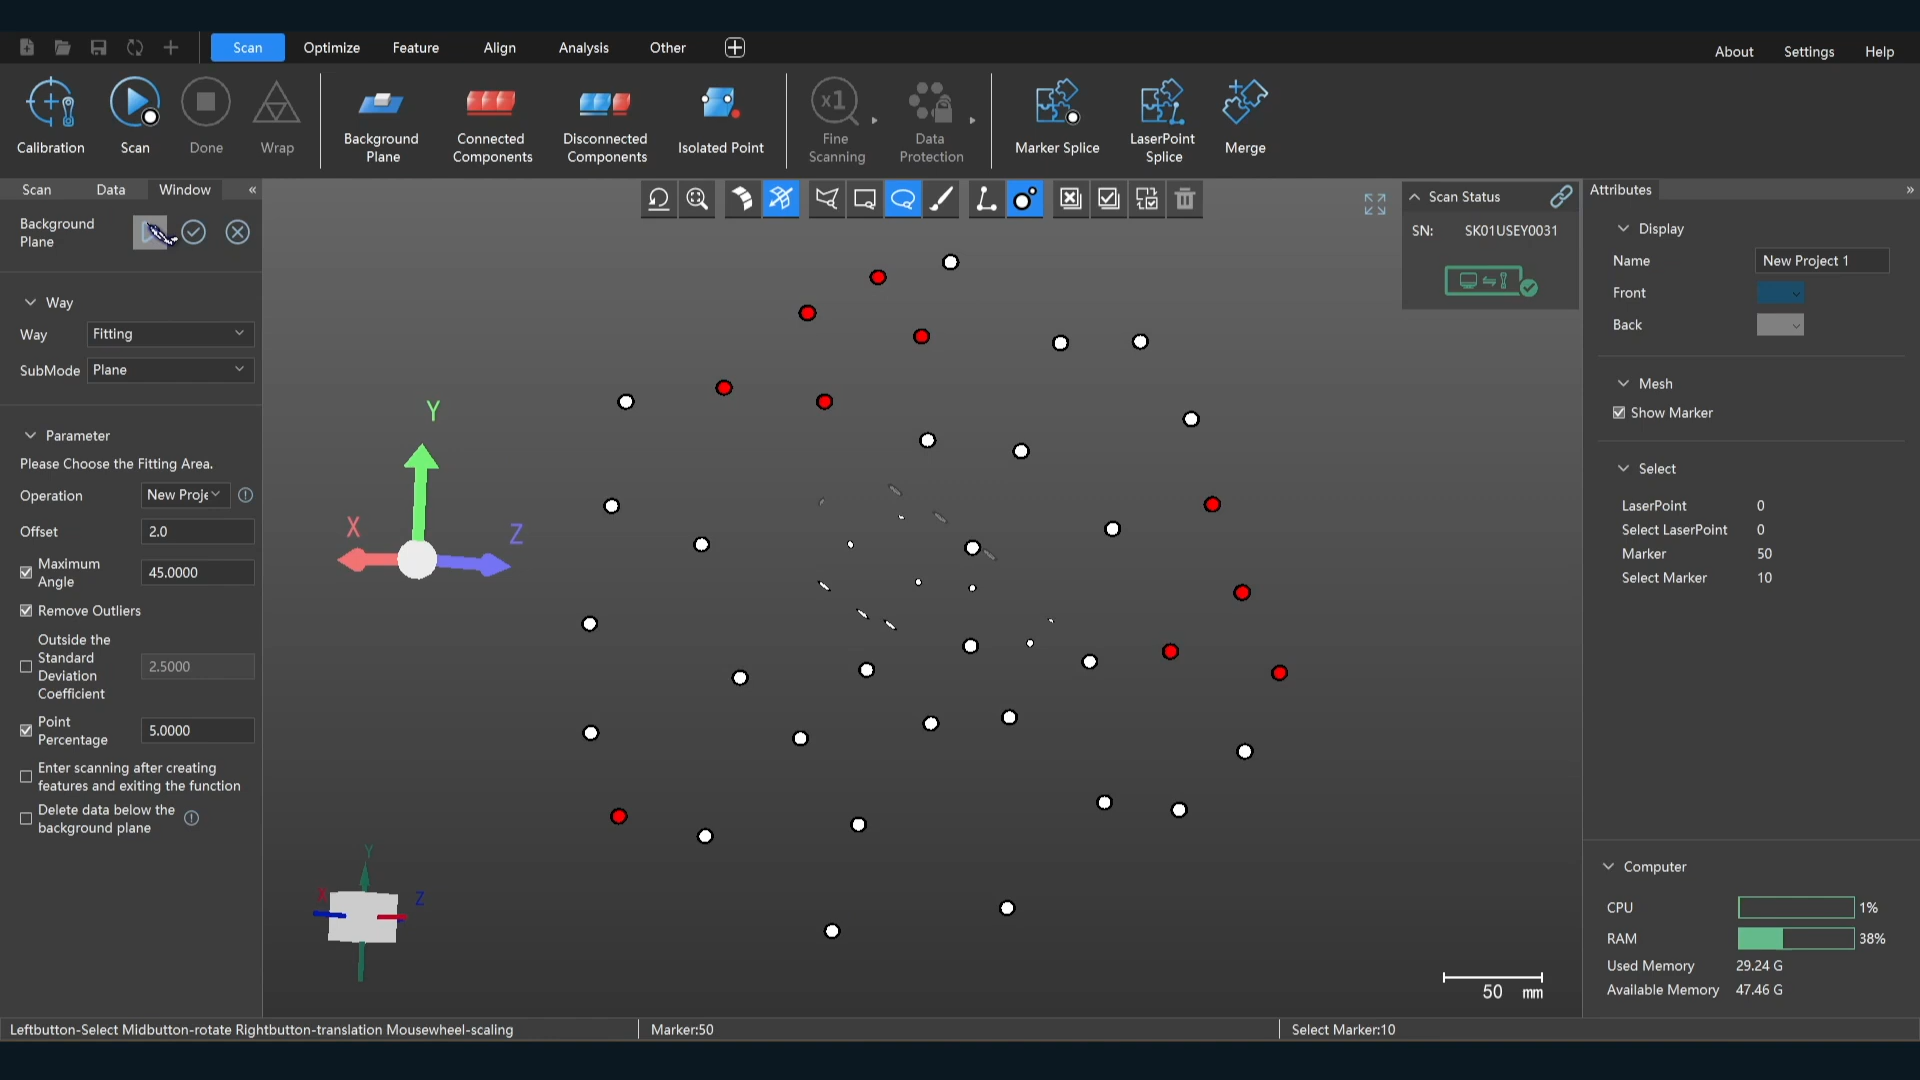 Scan
Optimize
Feature
Align
Analysis
Other
About
Settings
Help
Calibration
Scan
Done
Wrap
Background
Plane
Connected
Components
Disconnected
Components
Isolated Point
x1
Fine
Scanning
Data
Protection
Marker Splice
LaserPoint
Splice
Merge
Scan
Data
Window
«
Background
Plane
Way
Way
Fitting
SubMode
Plane
Parameter
Please Choose the Fitting Area.
Operation
New Proje
Offset
2.0
Maximum
Angle
45.0000
Remove Outliers
Outside the
Standard
Deviation
Coefficient
2.5000
Point
Percentage
5.0000
Enter scanning after creating
features and exiting the function
Delete data below the
background plane
Y
X
Z
Y
X
Z
Scan Status
SN:
SK01USEY0031
50 mm
Attributes
»
Display
Name
New Project 1
Front
Back
Mesh
Show Marker
Select
LaserPoint
0
Select LaserPoint
0
Marker
50
Select Marker
10
Computer
CPU
1%
RAM
38%
Used Memory
29.24 G
Available Memory
47.46 G
Leftbutton-Select Midbutton-rotate Rightbutton-translation Mousewheel-scaling
Marker:50
Select Marker:10